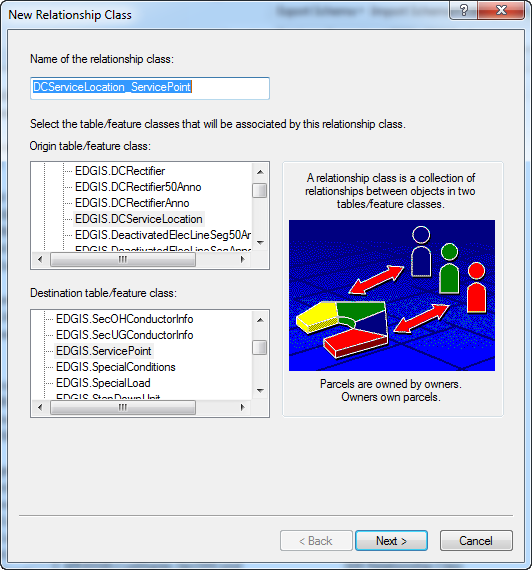 New Relationship Class
Name of the relationship class:
DCServiceLocation_ServicePoint
Select the table/feature classes that will be associated by this relationship class.
Origin table/feature class:
EDGIS.DCRectifier
EDGIS.DCRectifier50Anno
EDGIS.DCRectifierAnno
EDGIS.DCServiceLocation
EDGIS.DeactivatedElecLineSeg50Ar
A relationship class is a collection of
relationships between objects in two
tables/feature classes.
Destination table/feature class:
EDGIS.SecOHConductorInfo
EDGIS.SecUGConductorInfo
EDGIS.ServicePoint
EDGIS.SpecialConditions
EDGIS.SpecialLoad
EDGIS.StepDownUnit
Parcels are owned by owners.
Owners own parcels.
< Back
Next >
Cancel